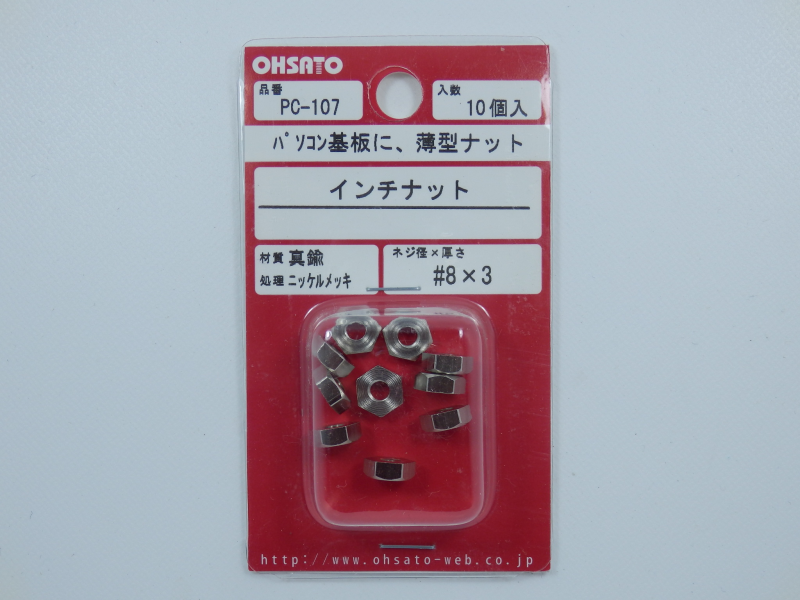 OHSATO
品番 PC-107
入数 10個入
パソコン基板に、薄型ナット
インチナット
材質 真鍮
処理 ニッケルメッキ
ネジ径×厚さ
#8×3
http://www.ohsato-web.co.jp